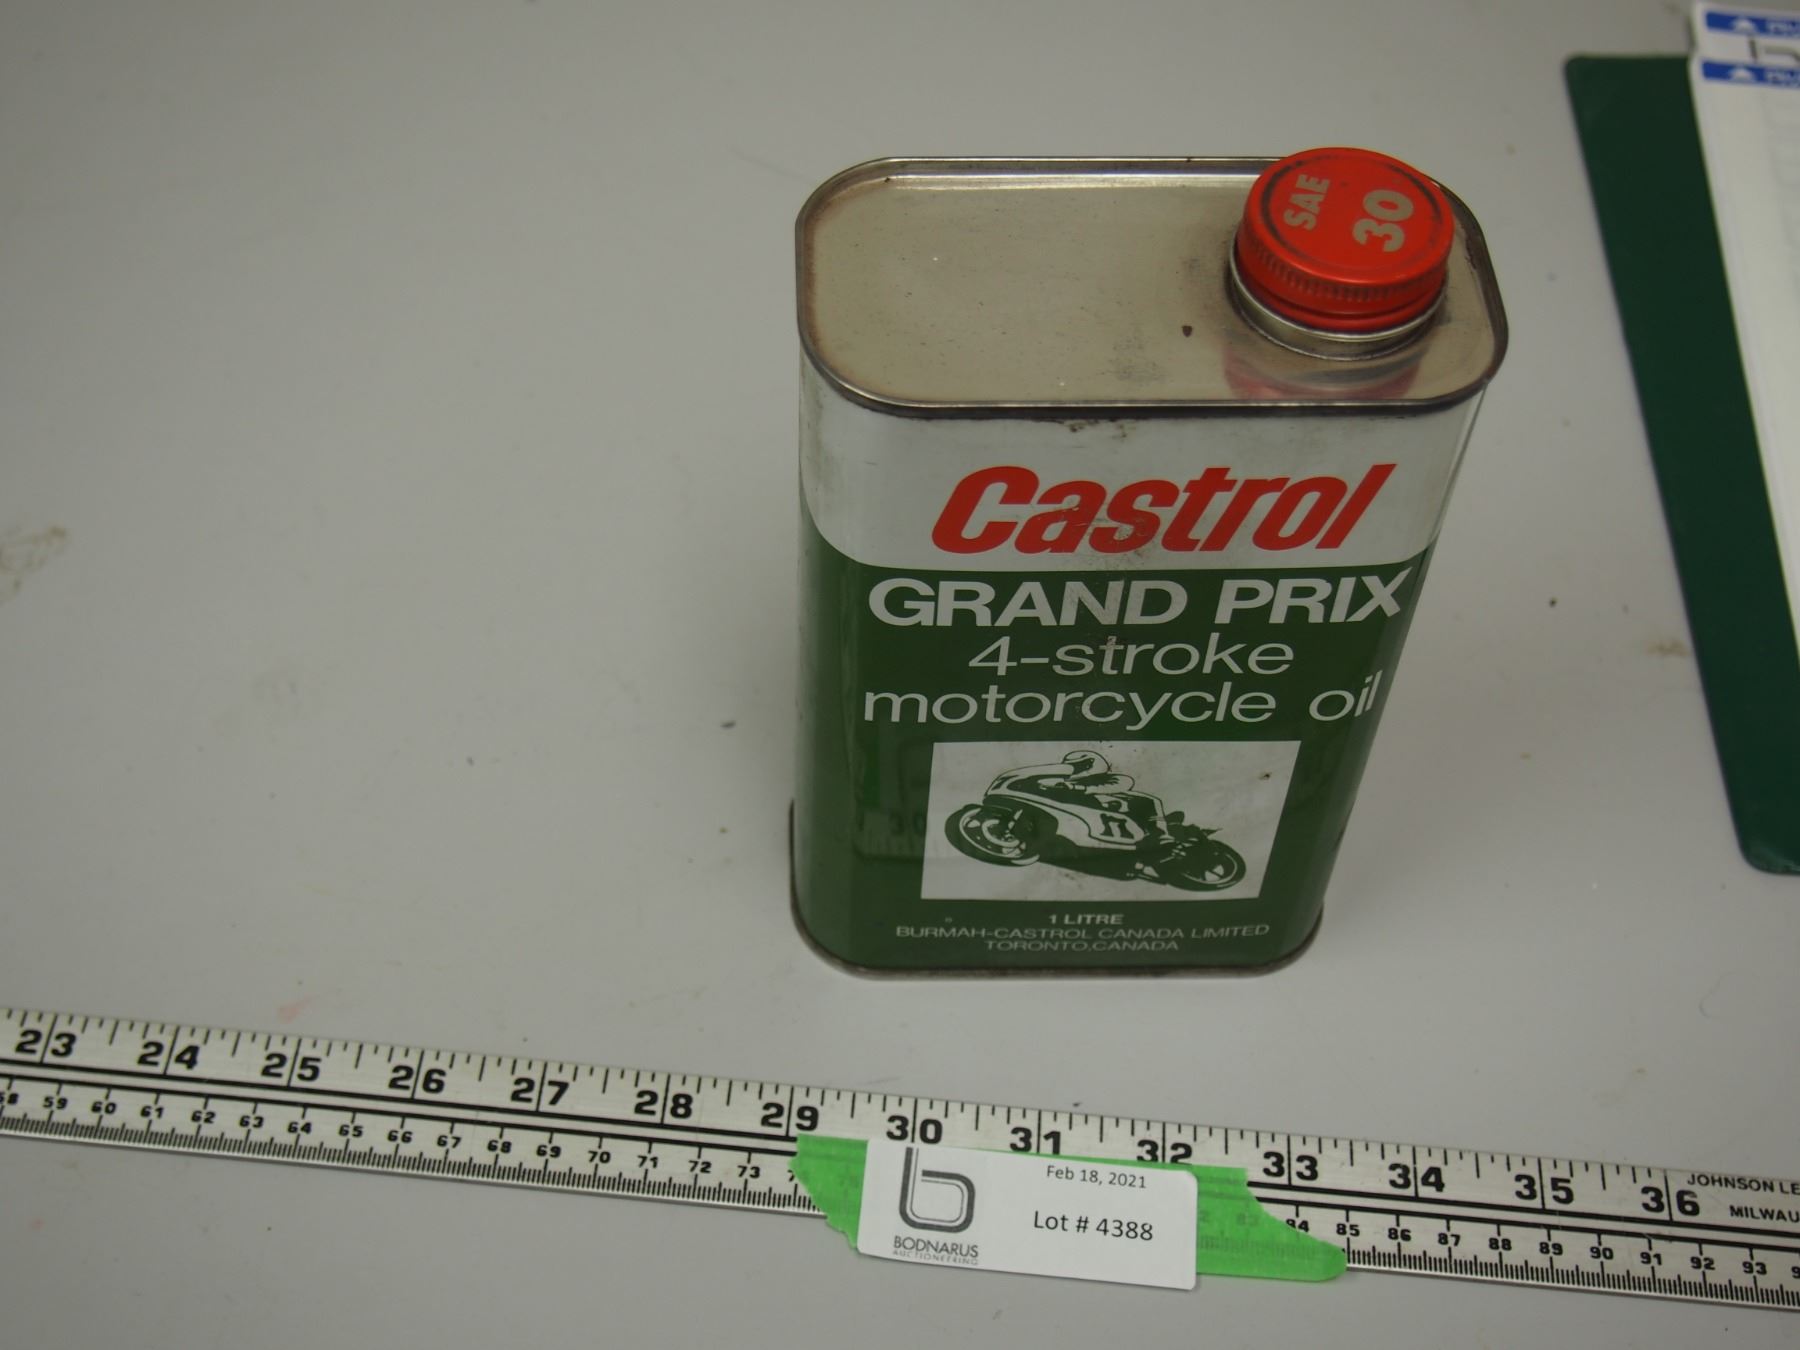 SAE
30
Castrol
GRAND PRIX
4-stroke
motorcycle oil
1 LITRE
BURMAH-CASTROL CANADA LIMITED
TORONTO, CANADA
23 24 25 26 27 28 29 30 31 32 33 34 35 36
JOHNSON
MILWAU
59 60 61 62 63 64 65 66 67 68 69 70 71 72 73 83 84 85 86 87 88 89 90 91 92 93
b
Feb 18, 2021
Lot # 4388
BODNARUS
AUCTIONEERING